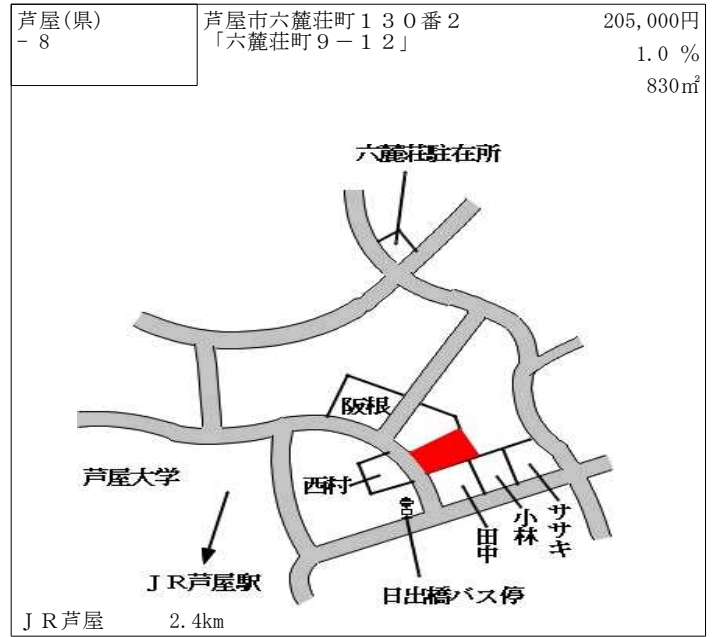 芦屋(県)
- 8
芦屋市六麓荘町１３０番２
「六麓荘町９－１２」
205,000円
1.0 %
830㎡
六麓荘駐在所
阪根
芦屋大学
西村
田中
小林
ササキ
ＪＲ芦屋駅
日出橋バス停
ＪＲ芦屋 2.4km